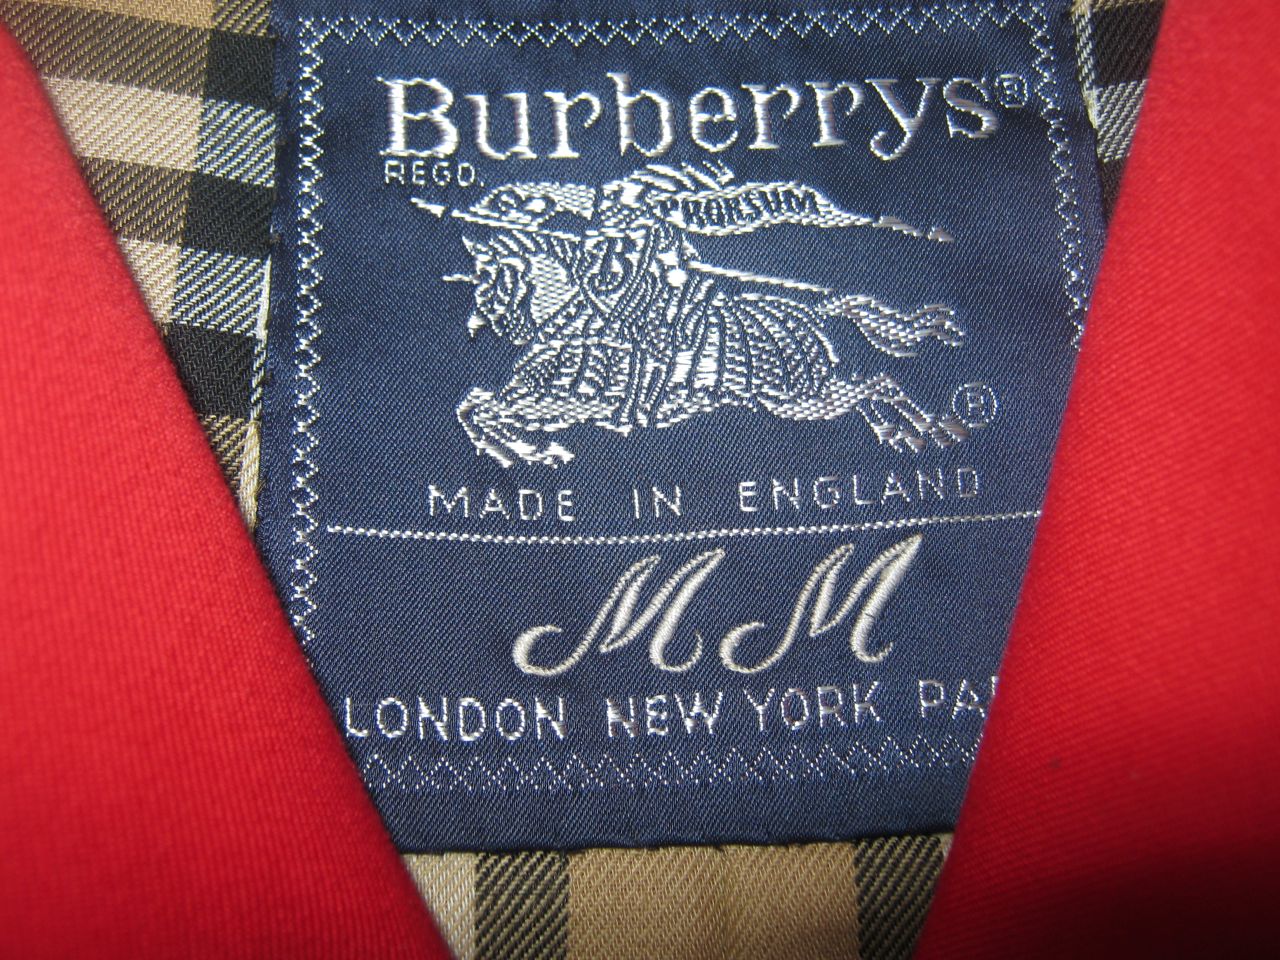 Burberrys®
REGD.
PRORSUM
®
MADE IN ENGLAND
MM
LONDON NEW YORK